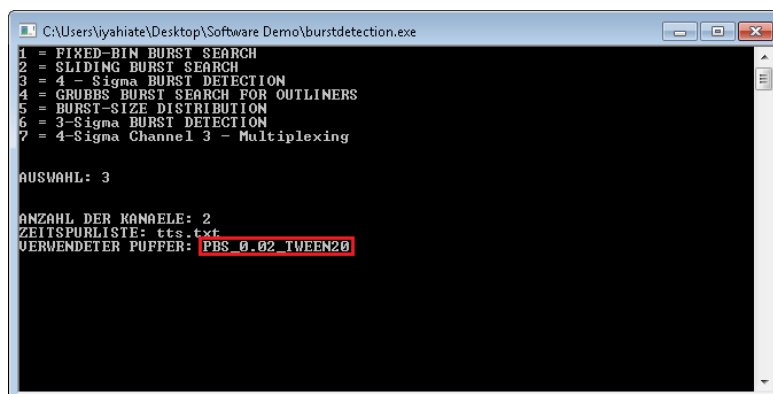 C:\Users\iyahiate\Desktop\Software Demo\burstdetection.exe
1 = FIXED-BIN BURST SEARCH
2 = SLIDING BURST SEARCH
3 = 4 - Sigma BURST DETECTION
4 = GRUBBS BURST SEARCH FOR OUTLINERS
5 = BURST-SIZE DISTRIBUTION
6 = 3-Sigma BURST DETECTION
7 = 4-Sigma Channel 3 - Multiplexing
AUSWAHL: 3
ANZAHL DER KANAELE: 2
ZEITSPURLISTE: tts.txt
VERWENDETER PUFFER: PBS_0.02_TWEEN20